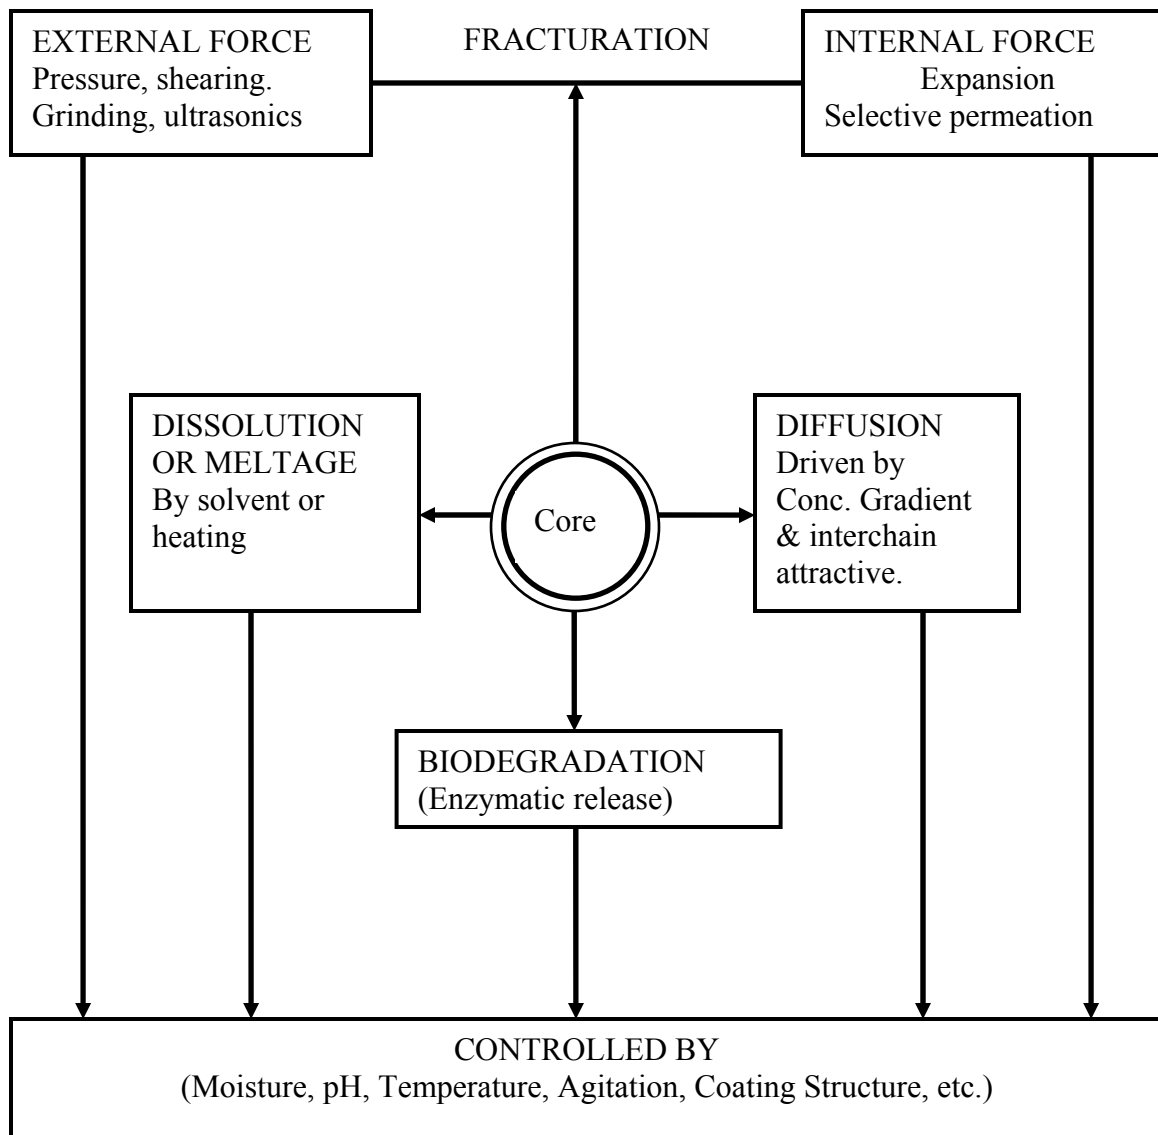 EXTERNAL FORCE
Pressure, shearing.
Grinding, ultrasonics
FRACTURATION
INTERNAL FORCE
Expansion
Selective permeation
DISSOLUTION
OR MELTAGE
By solvent or
heating
Core
DIFFUSION
Driven by
Conc. Gradient
& interchain
attractive.
BIODEGRADATION
(Enzymatic release)
CONTROLLED BY
(Moisture, pH, Temperature, Agitation, Coating Structure, etc.)